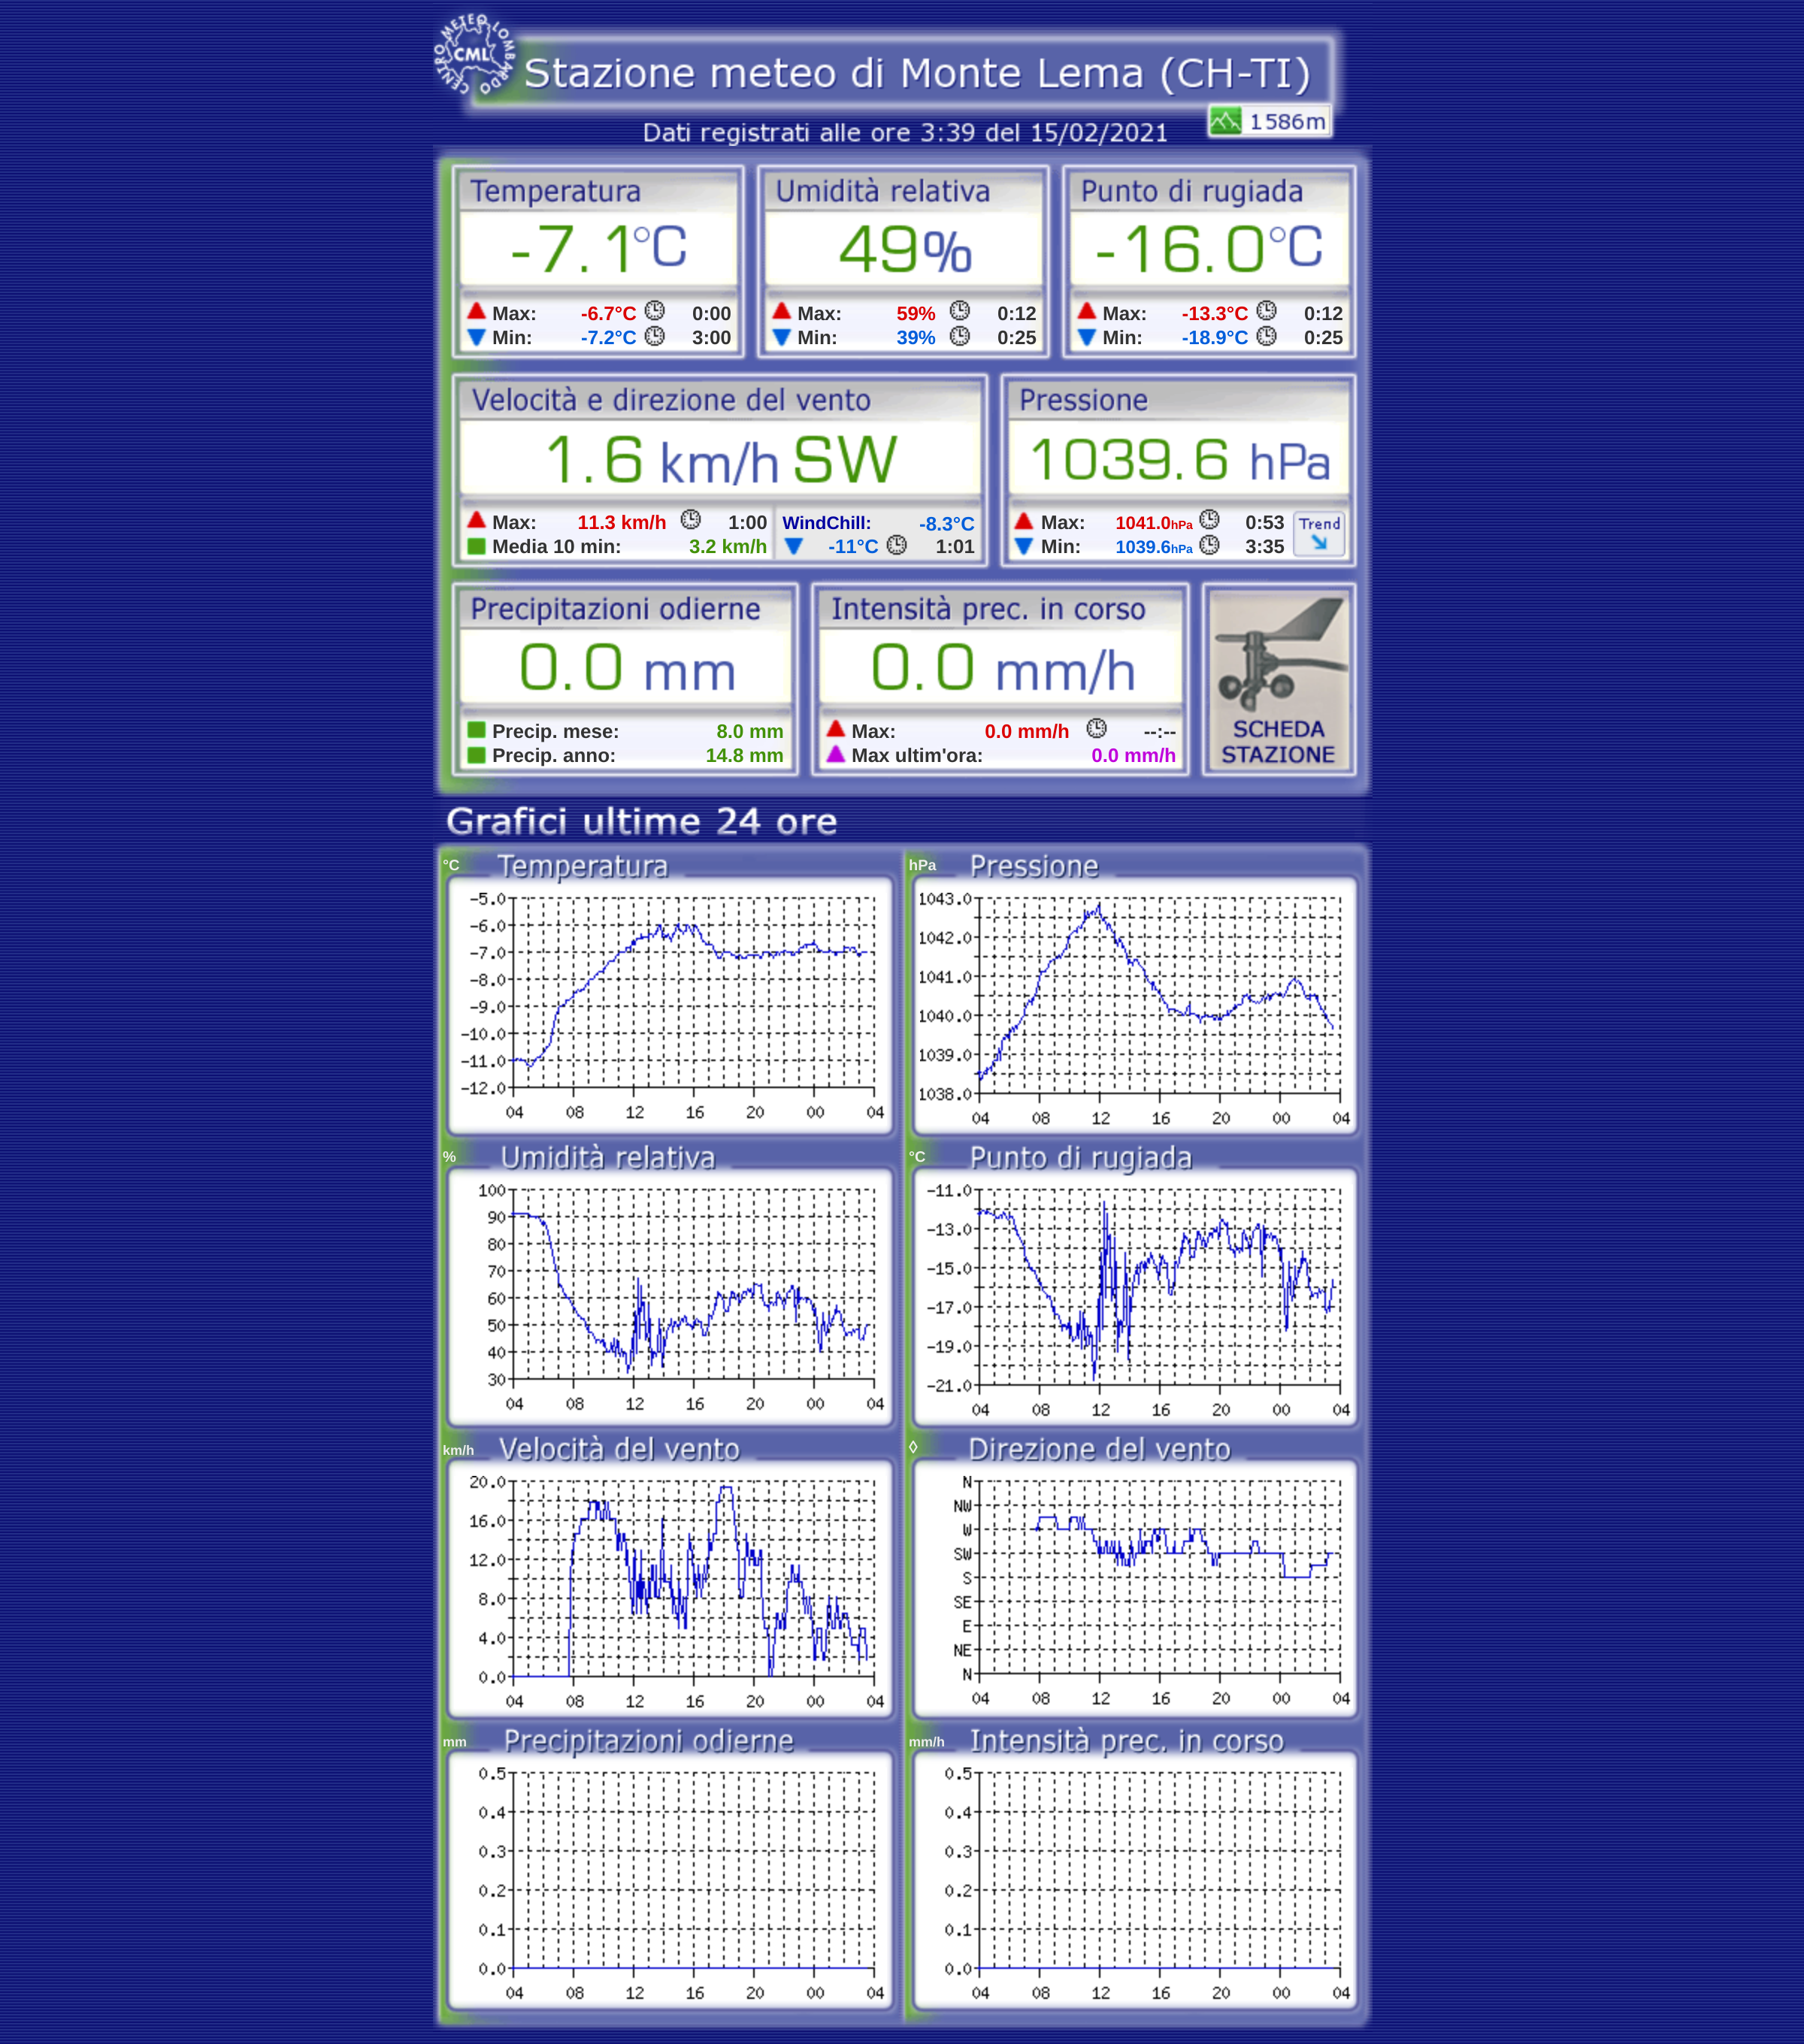 CENTRO METEO LOMBARDO
CML
Stazione meteo di Monte Lema (CH-TI)
1586m
Dati registrati alle ore 3:39 del 15/02/2021
Temperatura Umidità relativa Punto di rugiada
-7.1°C 49% -16.0°C
Max: -6.7°C 0:00 Max: 59% 0:12 Max: -13.3°C 0:12
Min: -7.2°C 3:00 Min: 39% 0:25 Min: -18.9°C 0:25
Velocità e direzione del vento Pressione
1.6 km/h SW 1039.6 hPa
Max: 11.3 km/h 1:00 WindChill: -8.3°C Max: 1041.0hPa 0:53 Trend
Media 10 min: 3.2 km/h -11°C 1:01 Min: 1039.6hPa 3:35
Precipitazioni odierne Intensità prec. in corso
0.0 mm 0.0 mm/h
Precip. mese: 8.0 mm Max: 0.0 mm/h --:-- SCHEDA
Precip. anno: 14.8 mm Max ultim'ora: 0.0 mm/h STAZIONE
Grafici ultime 24 ore
°C Temperatura
-5.0
-6.0
-7.0
-8.0
-9.0
-10.0
-11.0
-12.0
04 08 12 16 20 00 04
hPa Pressione
1043.0
1042.0
1041.0
1040.0
1039.0
1038.0
04 08 12 16 20 00 04
% Umidità relativa
100
90
80
70
60
50
40
30
04 08 12 16 20 00 04
°C Punto di rugiada
-11.0
-13.0
-15.0
-17.0
-19.0
-21.0
04 08 12 16 20 00 04
km/h Velocità del vento
20.0
16.0
12.0
8.0
4.0
0.0
04 08 12 16 20 00 04
◊ Direzione del vento
N
NW
W
SW
S
SE
E
NE
N
04 08 12 16 20 00 04
mm Precipitazioni odierne
0.5
0.4
0.3
0.2
0.1
0.0
04 08 12 16 20 00 04
mm/h Intensità prec. in corso
0.5
0.4
0.3
0.2
0.1
0.0
04 08 12 16 20 00 04